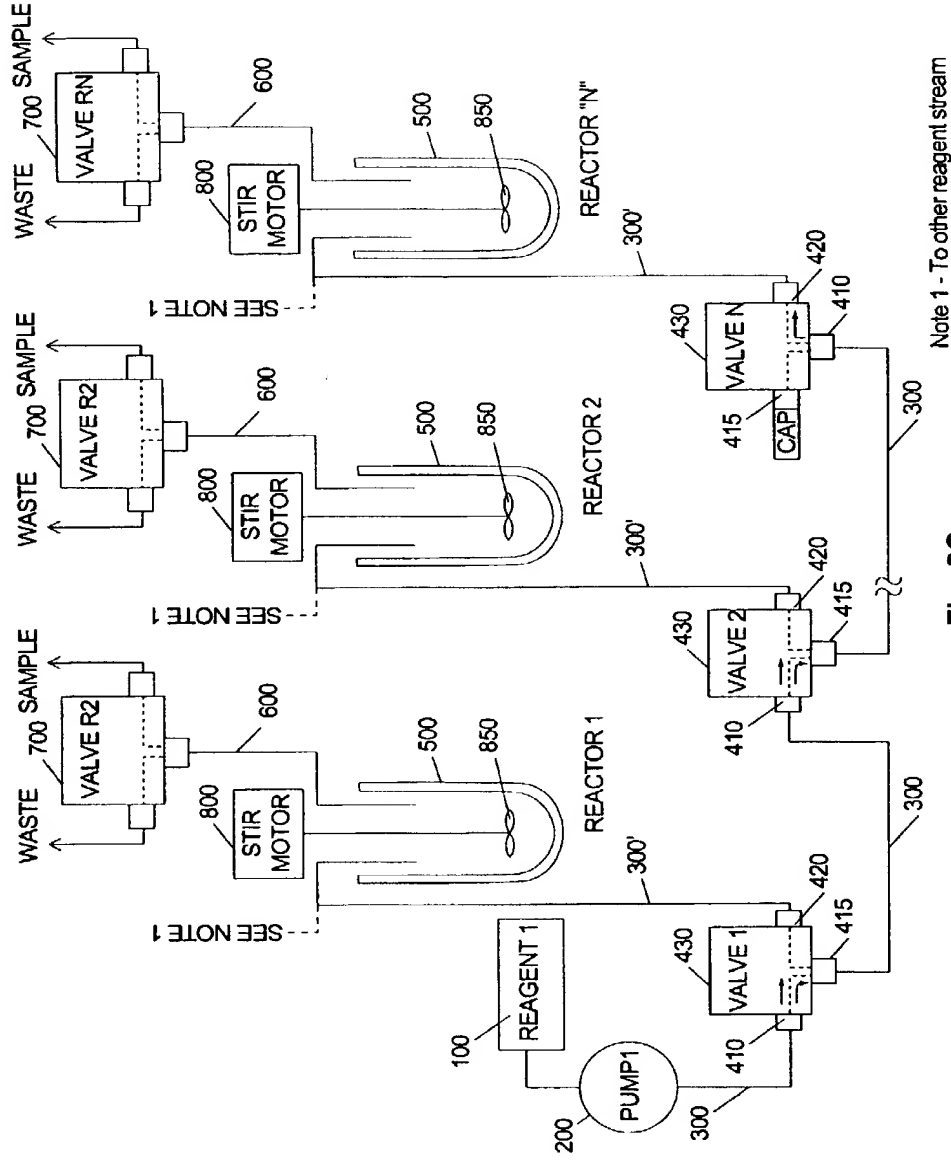 WASTE
SAMPLE
700
VALVE R2
600
800
STIR
MOTOR
SEE NOTE 1
500
850
REACTOR 1
WASTE
SAMPLE
700
VALVE R2
600
800
STIR
MOTOR
SEE NOTE 1
500
850
REACTOR 2
WASTE
SAMPLE
700
VALVE RN
600
800
STIR
MOTOR
SEE NOTE 1
500
850
REACTOR "N"
100
REAGENT 1
200
PUMP1
300
300'
430
VALVE 1
410
420
415
300
300'
430
VALVE 2
410
420
415
300
300'
430
VALVE N
415
CAP
420
410
Note 1 - To other reagent stream